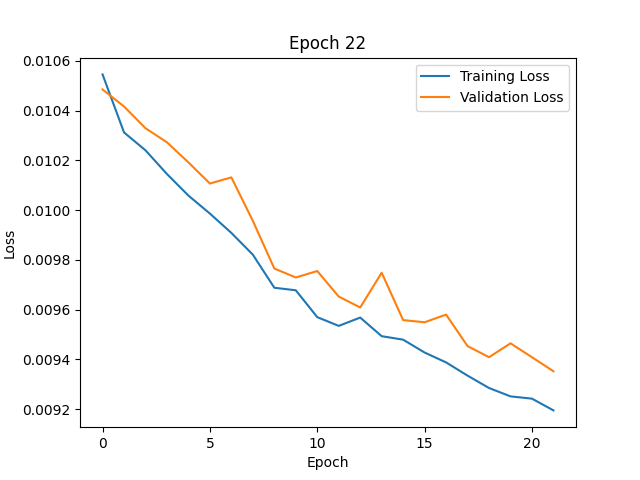 Epoch 22
Training Loss
Validation Loss
0.0106
0.0104
0.0102
0.0100
0.0098
0.0096
0.0094
0.0092
Loss
0 5 10 15 20
Epoch